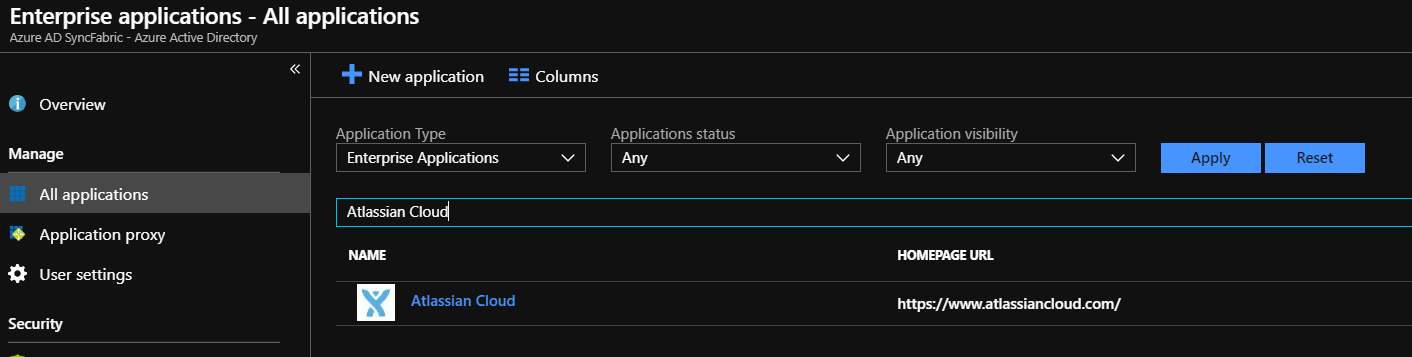 Enterprise applications - All applications
Azure AD SyncFabric - Azure Active Directory
«
Overview
Manage
All applications
Application proxy
User settings
Security
New application
Columns
Application Type
Applications status
Application visibility
Enterprise Applications
Any
Any
Apply
Reset
Atlassian Cloud
NAME
HOMEPAGE URL
Atlassian Cloud
https://www.atlassiancloud.com/